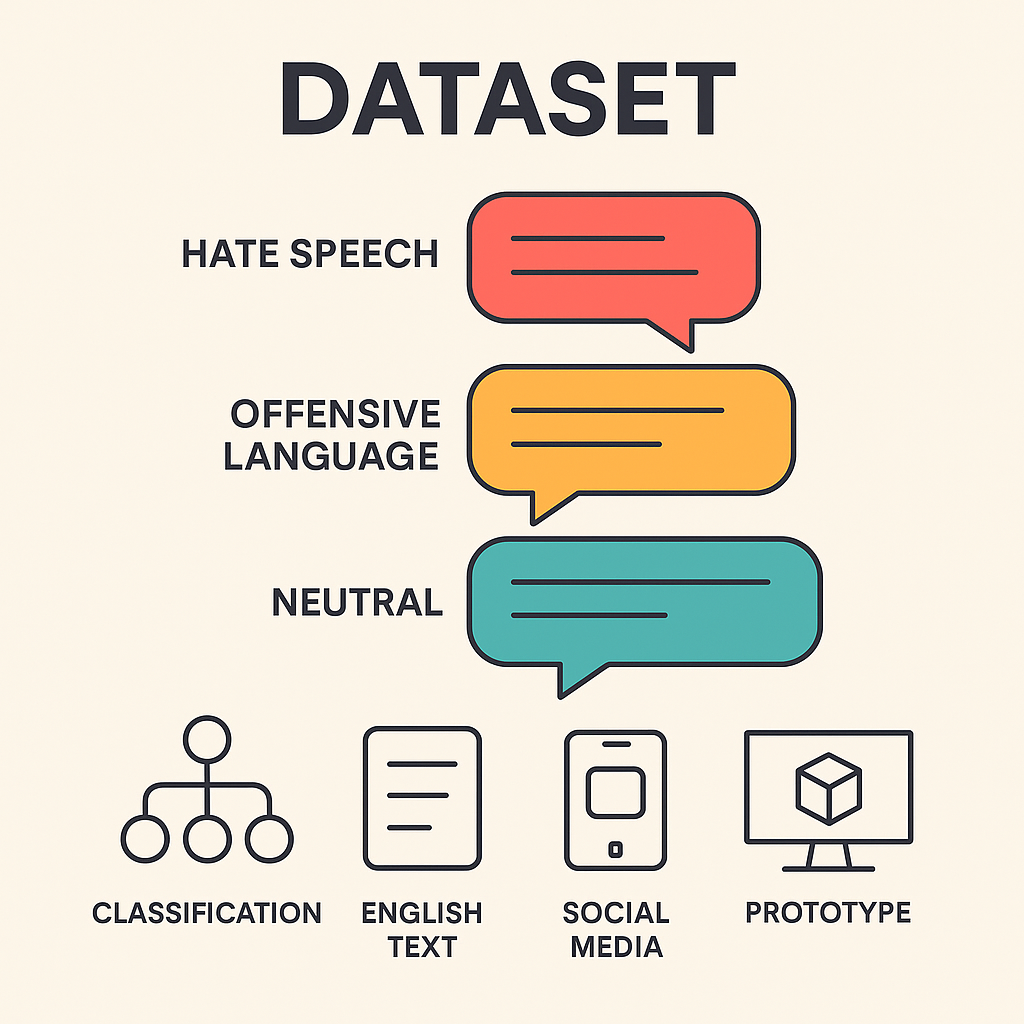 DATASET
HATE SPEECH
OFFENSIVE
LANGUAGE
NEUTRAL
CLASSIFICATION
ENGLISH
TEXT
SOCIAL
MEDIA
PROTOTYPE